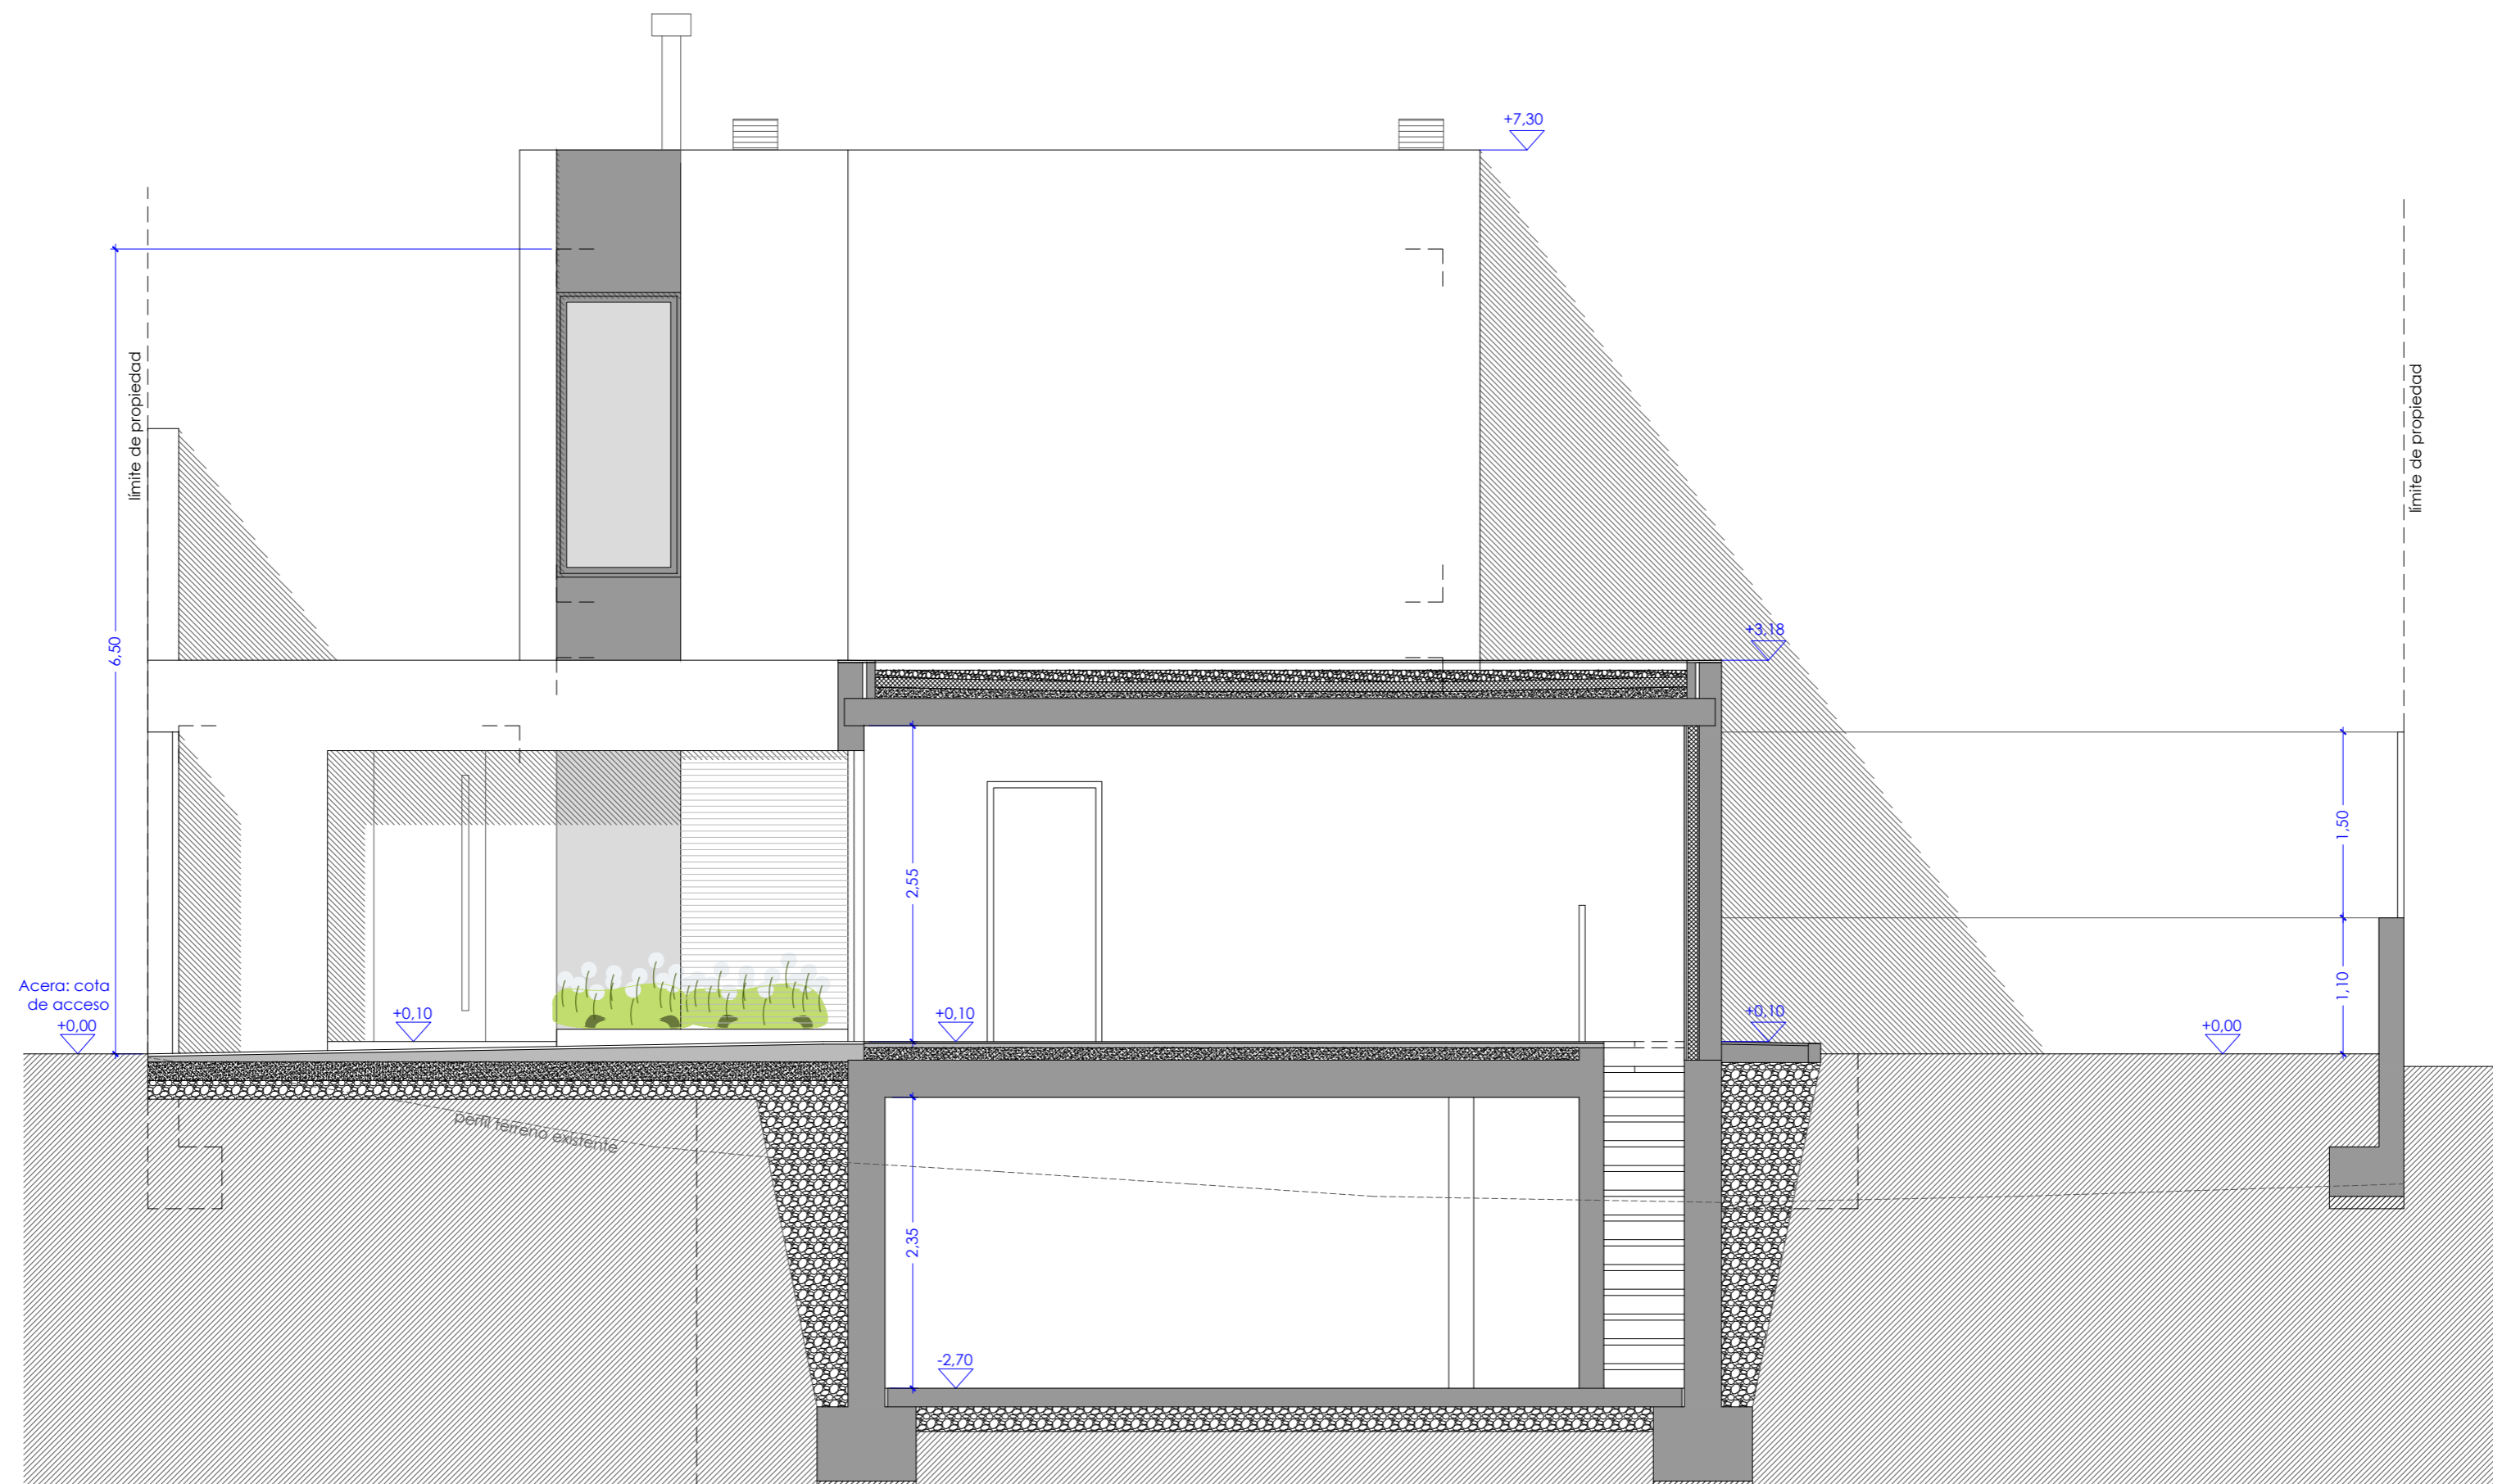 +7,30
límite de propiedad
límite de propiedad
6,50
+3,18
1,50
2,55
Acera: cota
de acceso
+0,00
+0,10
+0,10
+0,10
+0,00
1,10
perfil terreno existente
2,35
-2,70